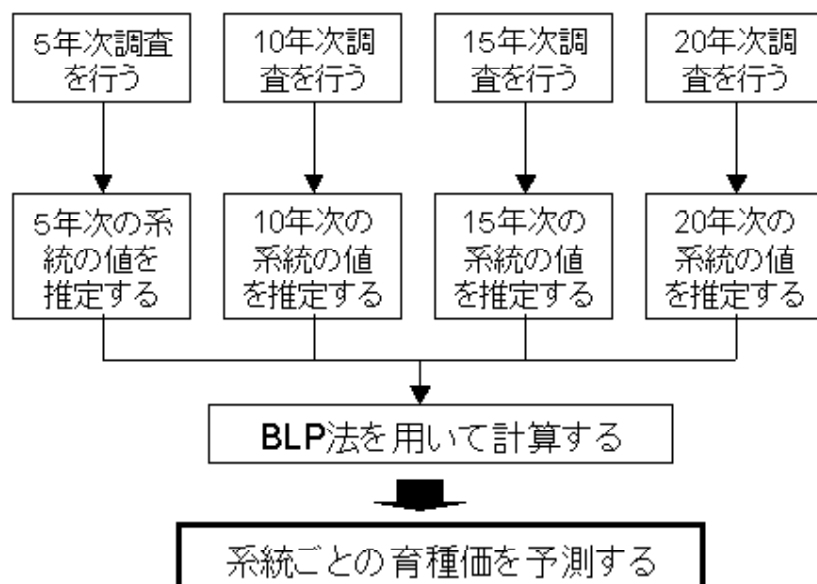 5年次調査
を行う
10年次調
査を行う
15年次調
査を行う
20年次調
査を行う
5年次の系
統の値を
推定する
10年次の
系統の値
を推定する
15年次の
系統の値
を推定する
20年次の
系統の値
を推定する
BLP法を用いて計算する
系統ごとの育種価を予測する